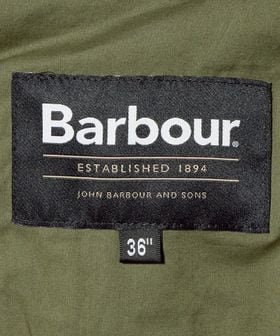 Barbour®
ESTABLISHED 1894
JOHN BARBOUR AND SONS
36"